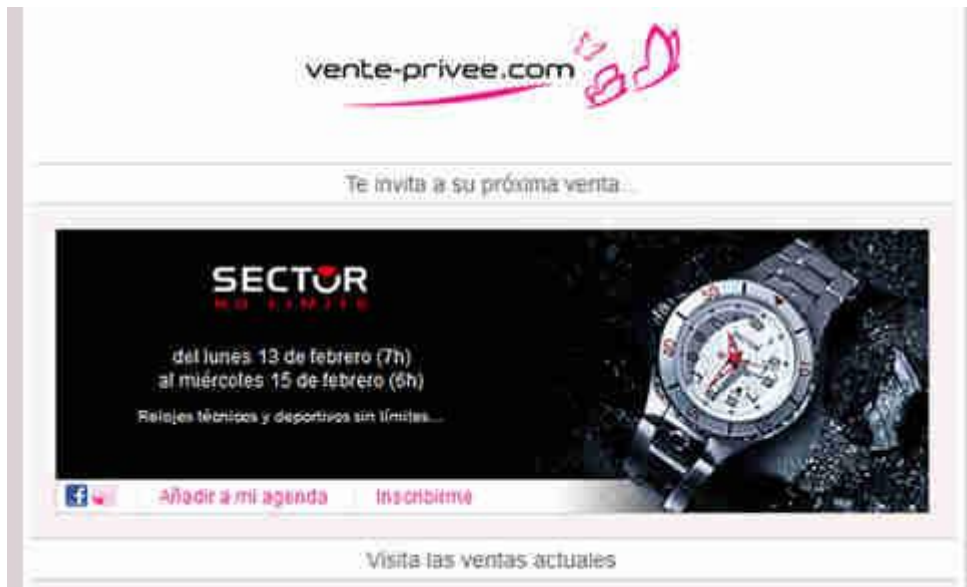 vente-privee.com
Te invita a su próxima venta...
SECTOR
NO LIMITS
del lunes 13 de febrero (7h)
al miércoles 15 de febrero (6h)
Relojes técnicos y deportivos sin límites...
Añadir a mi agenda
Inscribirme
Visita las ventas actuales